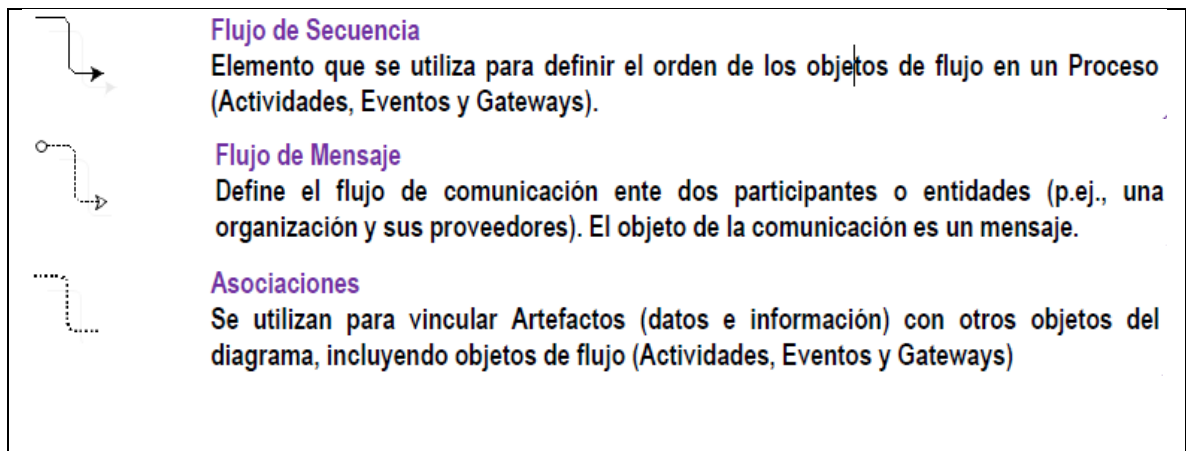 Flujo de Secuencia
Elemento que se utiliza para definir el orden de los objetos de flujo en un Proceso
(Actividades, Eventos y Gateways).
Flujo de Mensaje
Define el flujo de comunicación ente dos participantes o entidades (p.ej., una
organización y sus proveedores). El objeto de la comunicación es un mensaje.
Asociaciones
Se utilizan para vincular Artefactos (datos e información) con otros objetos del
diagrama, incluyendo objetos de flujo (Actividades, Eventos y Gateways)